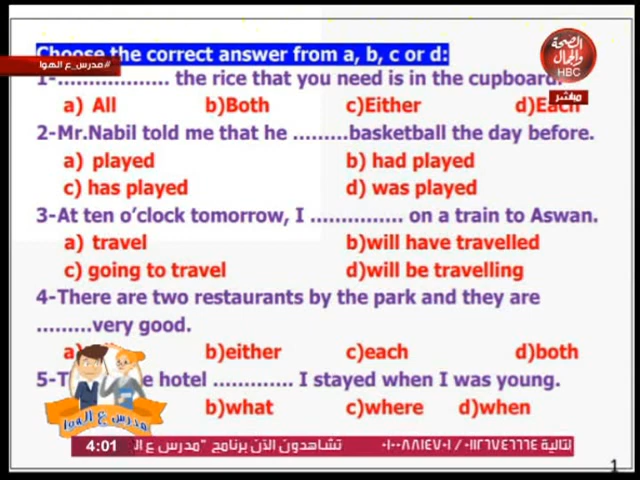 Choose the correct answer from a, b, c or d:
#مدرس_ع الهوا
الصحة
والجمال
HBC
مباشر
1-................... the rice that you need is in the cupboard.
a) All b)Both c)Either d)Each
2-Mr.Nabil told me that he .........basketball the day before.
a) played b) had played
c) has played d) was played
3-At ten o’clock tomorrow, I ............... on a train to Aswan.
a) travel b)will have travelled
c) going to travel d)will be travelling
4-There are two restaurants by the park and they are
.........very good.
b)either c)each d)both
hotel ............. I stayed when I was young.
b)what c)where d)when
مدرس ع الهوا
4:01
تشاهدون الآن برنامج "مدرس ع ال
1